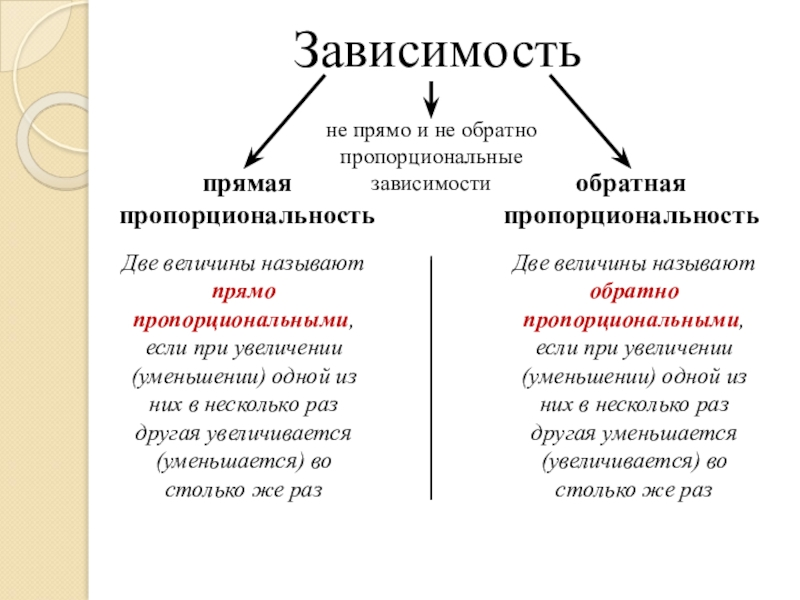 Зависимость
не прямо и не обратно
пропорциональные
зависимости
прямая
пропорциональность
обратная
пропорциональность
Две величины называют
прямо
пропорциональными,
если при увеличении
(уменьшении) одной из
них в несколько раз
другая увеличивается
(уменьшается) во
столько же раз
Две величины называют
обратно
пропорциональными,
если при увеличении
(уменьшении) одной из
них в несколько раз
другая уменьшается
(увеличивается) во
столько же раз